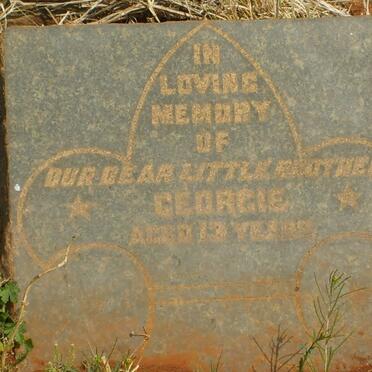 IN
LOVING
MEMORY
OF
OUR DEAR LITTLE BROTHER
GEORGIE
AGED 13 YEARS